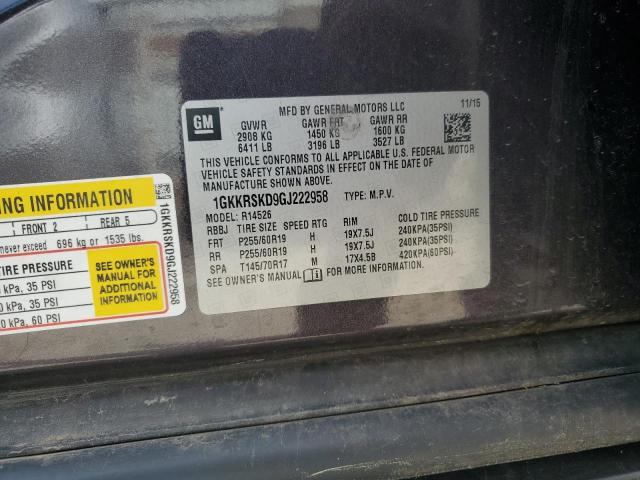 GM
MFD BY GENERAL MOTORS LLC 11/15
GVWR GAWR FRT GAWR RR
2908 KG 1450 KG 1600 KG
6411 LB 3196 LB 3527 LB
THIS VEHICLE CONFORMS TO ALL APPLICABLE U.S. FEDERAL MOTOR
VEHICLE SAFETY STANDARDS IN EFFECT ON THE DATE OF
MANUFACTURE SHOWN ABOVE.
1GKKRSKD9GJ222958 TYPE: M.P.V.
MODEL: R14526
RBBJ TIRE SIZE SPEED RTG RIM COLD TIRE PRESSURE
FRT P255/60R19 H 19X7.5J 240KPA(35PSI)
RR P255/60R19 H 19X7.5J 240KPA(35PSI)
SPA T145/70R17 M 17X4.5B 420KPA(60PSI)
SEE OWNER'S MANUAL FOR MORE INFORMATION.
ING INFORMATION
FRONT 2 REAR 5
never exceed 696 kg or 1535 lbs.
TIRE PRESSURE
kPa, 35 PSI
0 kPa, 35 PSI
0 kPa, 60 PSI
SEE OWNER'S
MANUAL FOR
ADDITIONAL
INFORMATION
1GKKRSKD9GJ222958